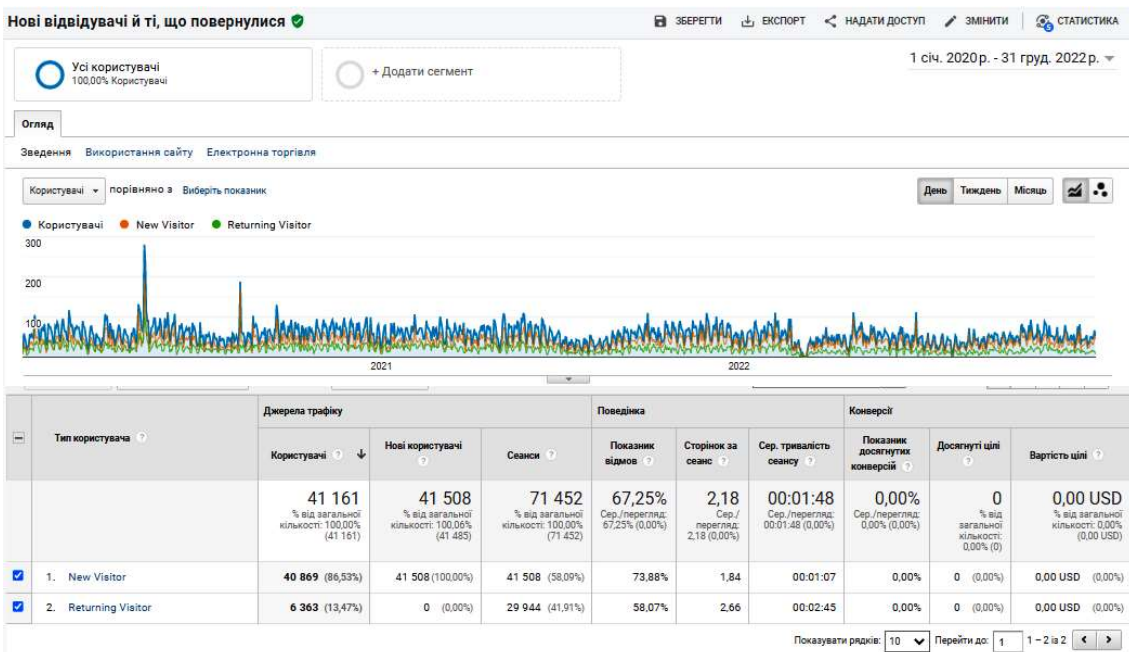 Нові відвідувачі й ті, що повернулися
ЗБЕРЕГТИ ЕКСПОРТ НАДАТИ ДОСТУП ЗМІНИТИ 5 СТАТИСТИКА
Усі користувачі
100,00% Користувачі
+ Додати сегмент
1 січ. 2020 р. - 31 груд. 2022 р.
Огляд
Зведення Використання сайту Електронна торгівля
Користувачі порівняно з Виберіть показник
День Тиждень Місяць
Користувачі New Visitor Returning Visitor
300
200
100
2021 2022
Джерела трафіку Поведінка Конверсії
Тип користувача ?
Користувачі ? Нові користувачі ? Сеанси ? Показник відмов ? Сторінок за сеанс ? Сер. тривалість сеансу ? Показник досягнутих конверсій ? Досягнуті цілі ? Вартість цілі ?
41 161 41 508 71 452 67,25% 2,18 00:01:48 0,00% 0 0,00 USD
% від загальної кількості: 100,00% (41 161)
% від загальної кількості: 100,06% (41 485)
% від загальної кількості: 100,00% (71 452)
Сер./перегляд: 67,25% (0,00%)
Сер./перегляд: 2,18 (0,00%)
Сер./перегляд: 00:01:48 (0,00%)
Сер./перегляд: 0,00% (0,00%)
% від загальної кількості: 0,00% (0)
% від загальної кількості: 0,00% (0,00 USD)
1. New Visitor 40 869 (86,53%) 41 508 (100,00%) 41 508 (58,09%) 73,88% 1,84 00:01:07 0,00% 0 (0,00%) 0,00 USD (0,00%)
2. Returning Visitor 6 363 (13,47%) 0 (0,00%) 29 944 (41,91%) 58,07% 2,66 00:02:45 0,00% 0 (0,00%) 0,00 USD (0,00%)
Показувати рядків: 10 Перейти до: 1 1 – 2 із 2